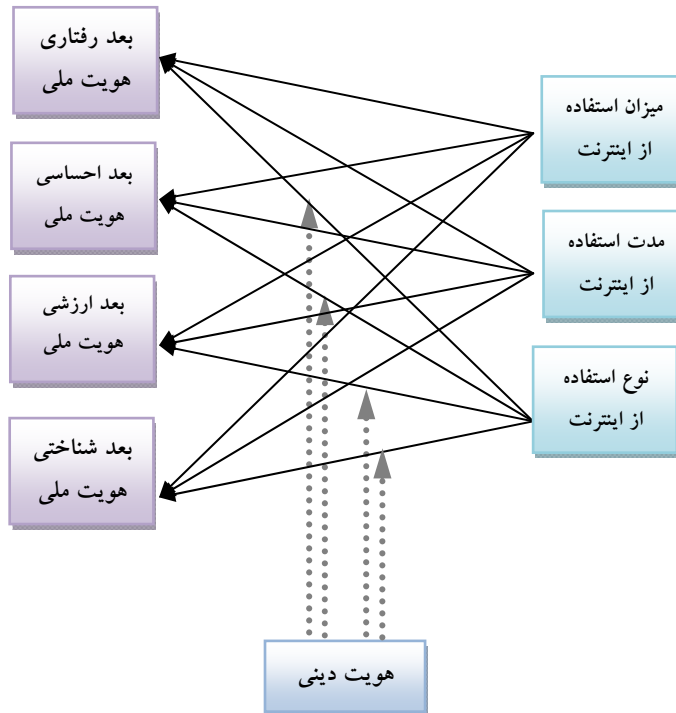 میزان استفاده
از اینترنت
مدت استفاده
از اینترنت
نوع استفاده
از اینترنت
بعد رفتاری
هویت ملی
بعد احساسی
هویت ملی
بعد ارزشی
هویت ملی
بعد شناختی
هویت ملی
هویت دینی